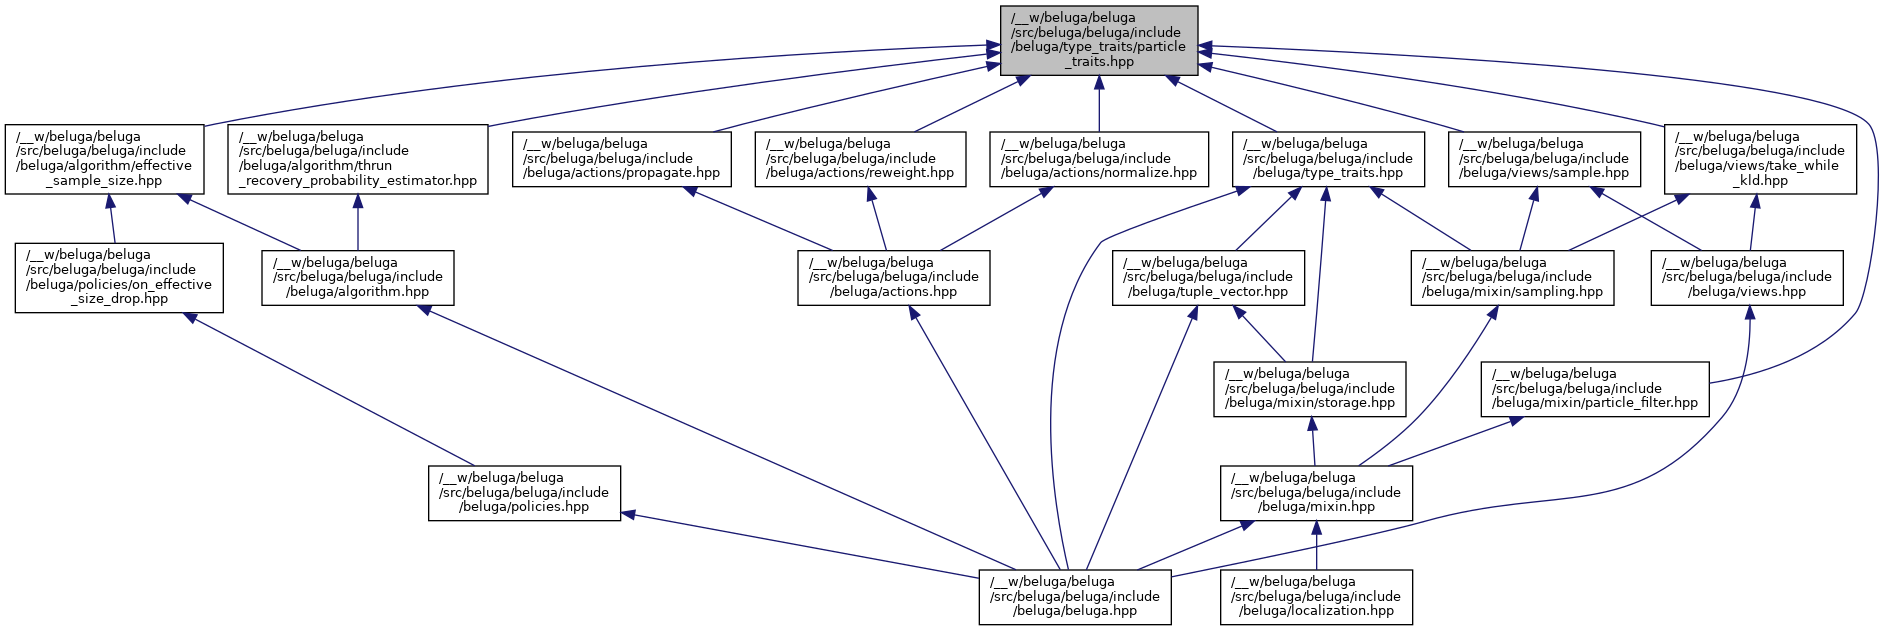 /__w/beluga/beluga
/src/beluga/beluga/include
/beluga/type_traits/particle
_traits.hpp
/__w/beluga/beluga
/src/beluga/beluga/include
/beluga/algorithm/effective
_sample_size.hpp
/__w/beluga/beluga
/src/beluga/beluga/include
/beluga/algorithm/thrun
_recovery_probability_estimator.hpp
/__w/beluga/beluga
/src/beluga/beluga/include
/beluga/actions/propagate.hpp
/__w/beluga/beluga
/src/beluga/beluga/include
/beluga/actions/reweight.hpp
/__w/beluga/beluga
/src/beluga/beluga/include
/beluga/actions/normalize.hpp
/__w/beluga/beluga
/src/beluga/beluga/include
/beluga/type_traits.hpp
/__w/beluga/beluga
/src/beluga/beluga/include
/beluga/views/sample.hpp
/__w/beluga/beluga
/src/beluga/beluga/include
/beluga/views/take_while
_kld.hpp
/__w/beluga/beluga
/src/beluga/beluga/include
/beluga/policies/on_effective
_size_drop.hpp
/__w/beluga/beluga
/src/beluga/beluga/include
/beluga/algorithm.hpp
/__w/beluga/beluga
/src/beluga/beluga/include
/beluga/actions.hpp
/__w/beluga/beluga
/src/beluga/beluga/include
/beluga/tuple_vector.hpp
/__w/beluga/beluga
/src/beluga/beluga/include
/beluga/mixin/sampling.hpp
/__w/beluga/beluga
/src/beluga/beluga/include
/beluga/views.hpp
/__w/beluga/beluga
/src/beluga/beluga/include
/beluga/mixin/storage.hpp
/__w/beluga/beluga
/src/beluga/beluga/include
/beluga/mixin/particle_filter.hpp
/__w/beluga/beluga
/src/beluga/beluga/include
/beluga/policies.hpp
/__w/beluga/beluga
/src/beluga/beluga/include
/beluga/mixin.hpp
/__w/beluga/beluga
/src/beluga/beluga/include
/beluga/beluga.hpp
/__w/beluga/beluga
/src/beluga/beluga/include
/beluga/localization.hpp